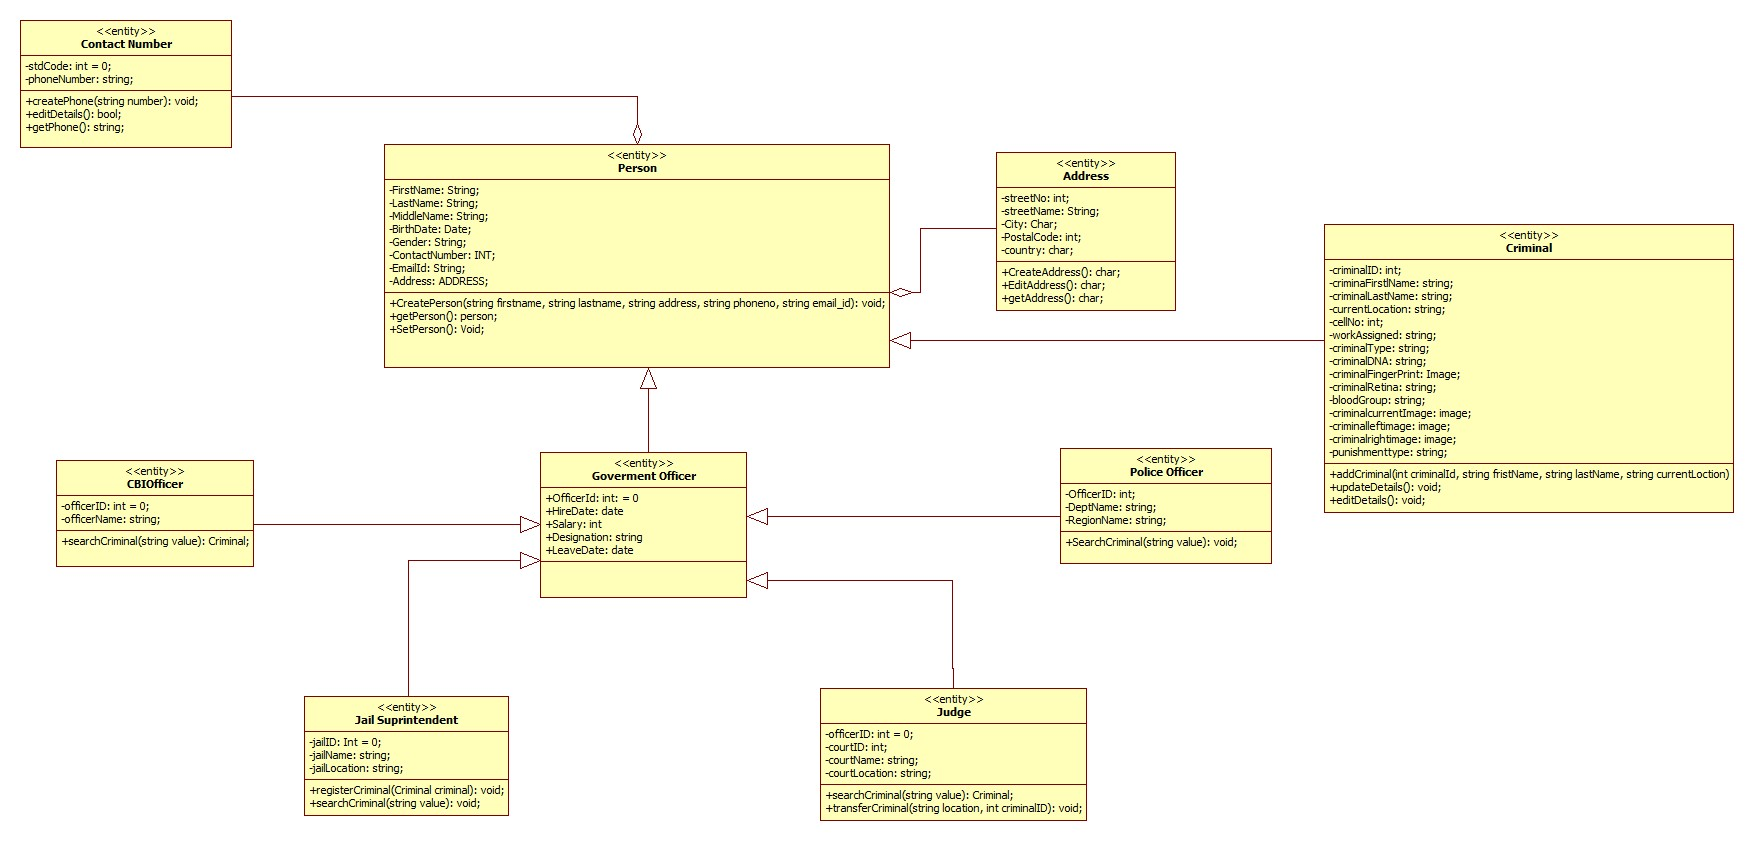 <<entity>>
Contact Number
-stdCode: int = 0;
-phoneNumber: string;
+createPhone(string number): void;
+editDetails(): bool;
+getPhone(): string;
<<entity>>
Person
-FirstName: String;
-LastName: String;
-MiddleName: String;
-BirthDate: Date;
-Gender: String;
-ContactNumber: INT;
-EmailId: String;
-Address: ADDRESS;
+CreatePerson(string firstname, string lastname, string address, string phoneno, string email_id): void;
+getPerson(): person;
+SetPerson(): Void;
<<entity>>
Address
-streetNo: int;
-streetName: String;
-City: Char;
-PostalCode: int;
-country: char;
+CreateAddress(): char;
+EditAddress(): char;
+getAddress(): char;
<<entity>>
Criminal
-criminalID: int;
-criminaFirstName: string;
-criminalLastName: string;
-currentLocation: string;
-cellNo: int;
-workAssigned: string;
-criminalType: string;
-criminalDNA: string;
-criminalFingerPrint: Image;
-criminalRetina: string;
-bloodGroup: string;
-criminalcurrentImage: image;
-criminalleftimage: image;
-criminalrightimage: image;
-punishmenttype: string;
+addCriminal(int criminalId, string fristName, string lastName, string currentLoction)
+updateDetails(): void;
+editDetails(): void;
<<entity>>
CBIOfficer
-officerID: int = 0;
-officerName: string;
+searchCriminal(string value): Criminal;
<<entity>>
Goverment Officer
+OfficerId: int: = 0
+HireDate: date
+Salary: int
+Designation: string
+LeaveDate: date
<<entity>>
Police Officer
-OfficerID: int;
-DeptName: string;
-RegionName: string;
+SearchCriminal(string value): void;
<<entity>>
Jail Suprintendent
-jailID: Int = 0;
-jailName: string;
-jailLocation: string;
+registerCriminal(Criminal criminal): void;
+searchCriminal(string value): void;
<<entity>>
Judge
-officerID: int = 0;
-courtID: int;
-courtName: string;
-courtLocation: string;
+searchCriminal(string value): Criminal;
+transferCriminal(string location, int criminalID): void;